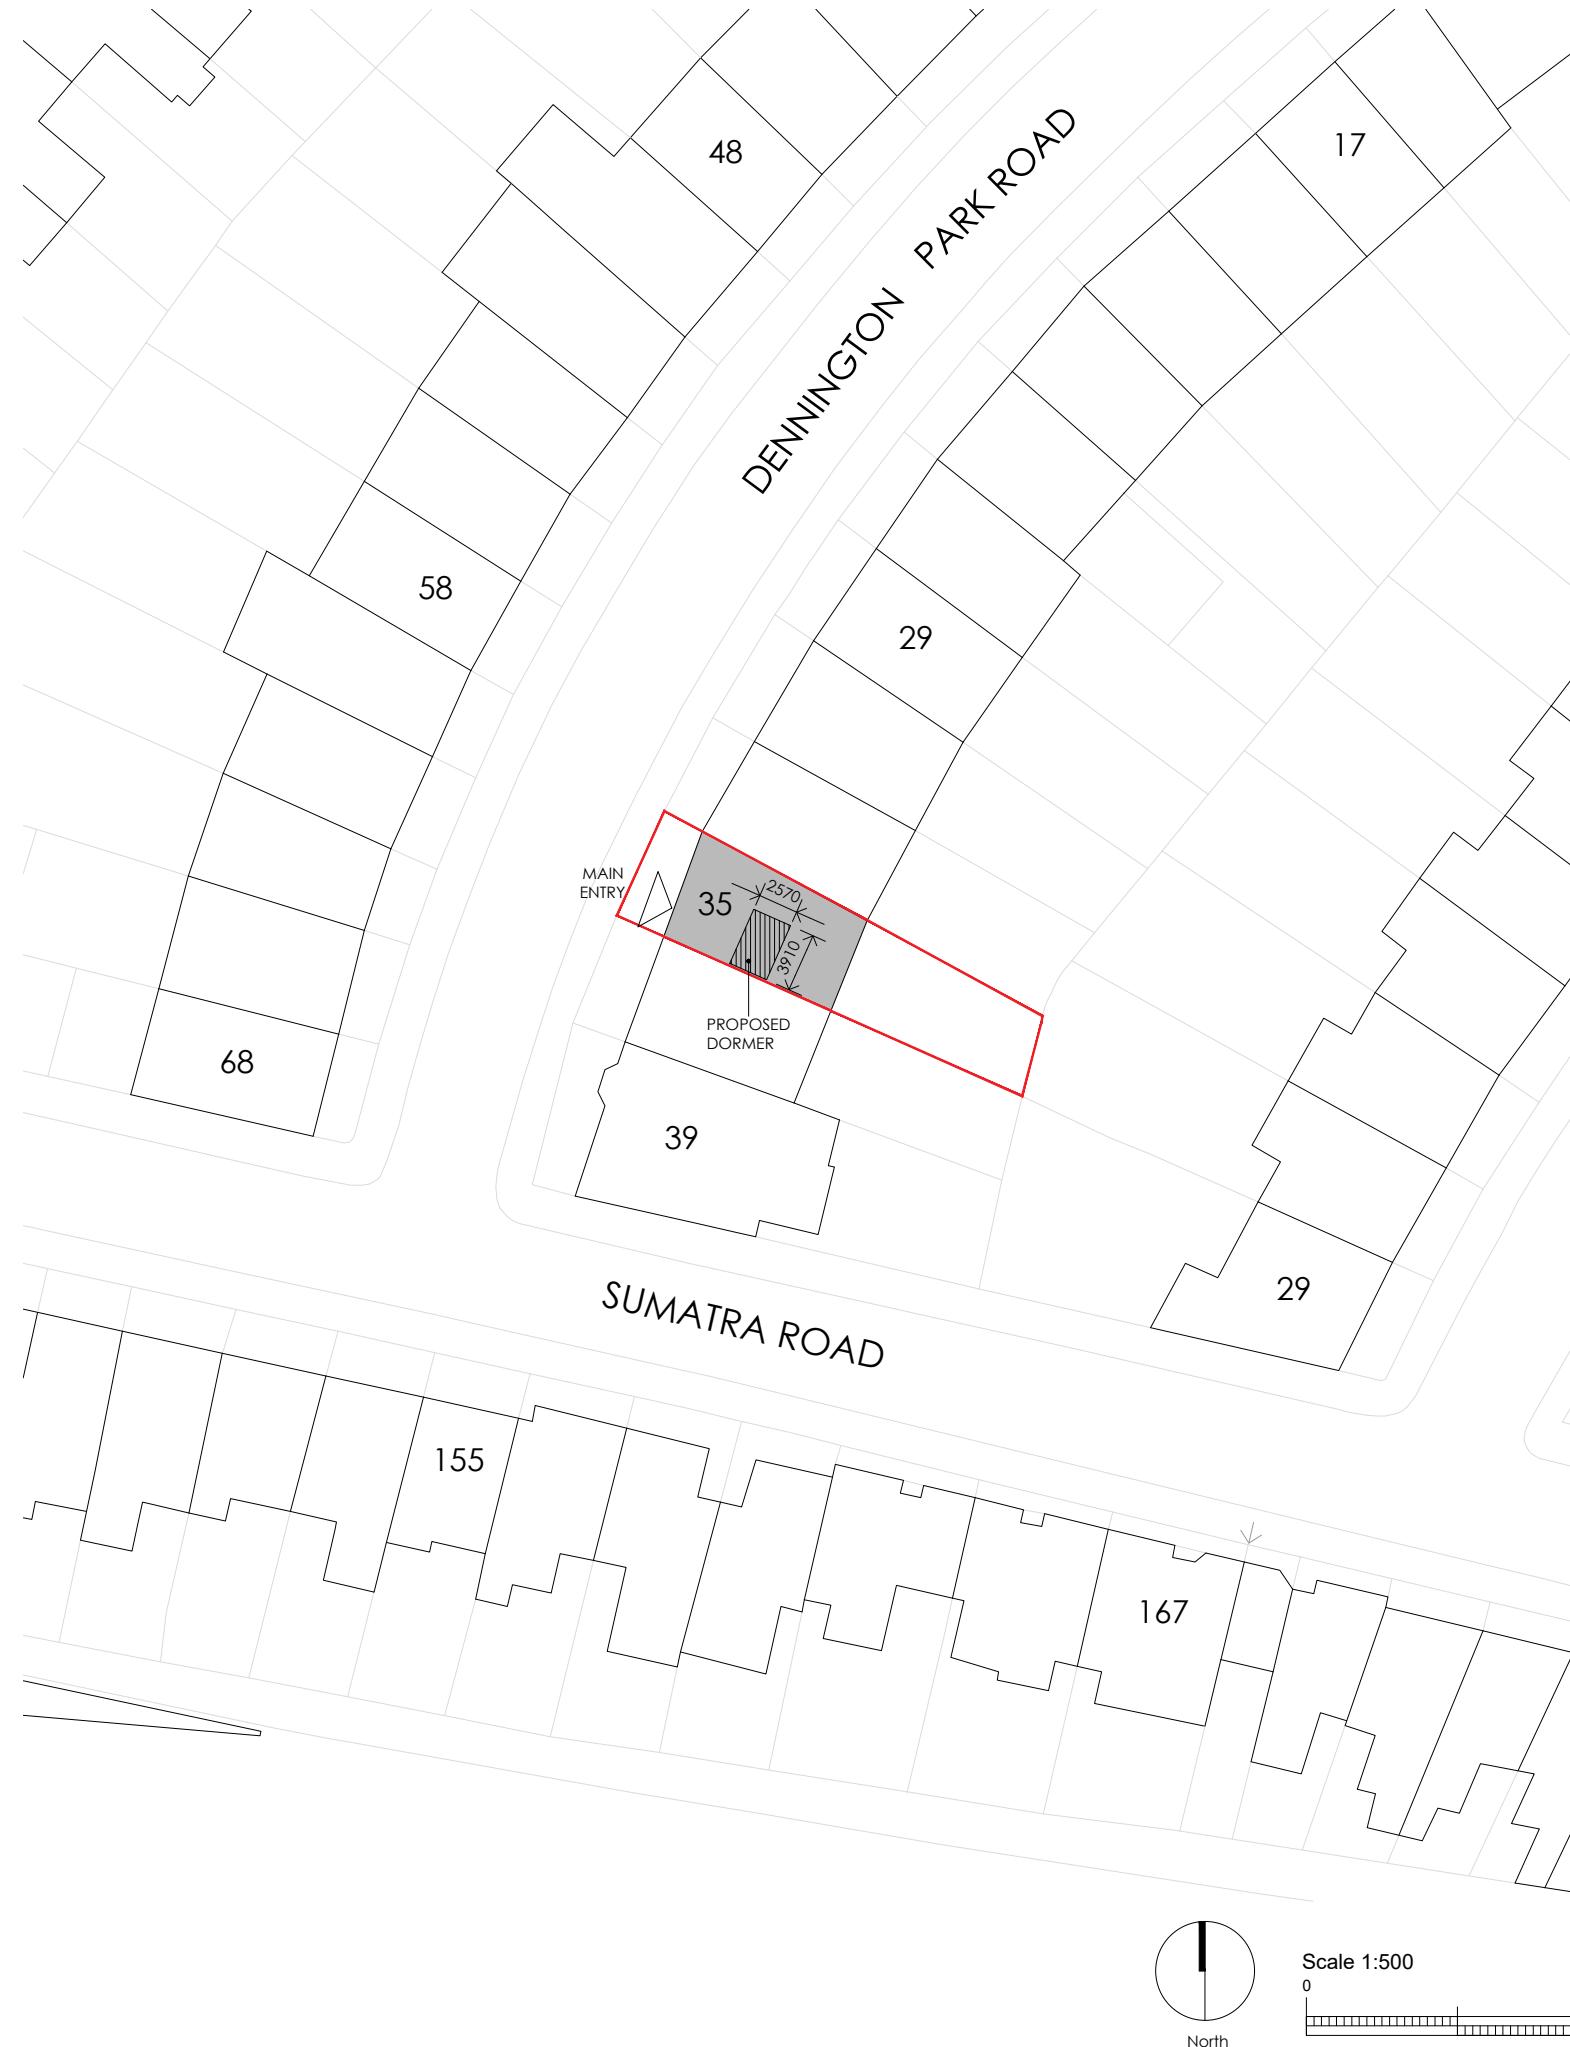 48
17
DENNINGTON PARK ROAD
58
29
MAIN
ENTRY
35
2570
3910
PROPOSED
DORMER
68
39
29
SUMATRA ROAD
155
167
Scale 1:500
0
North